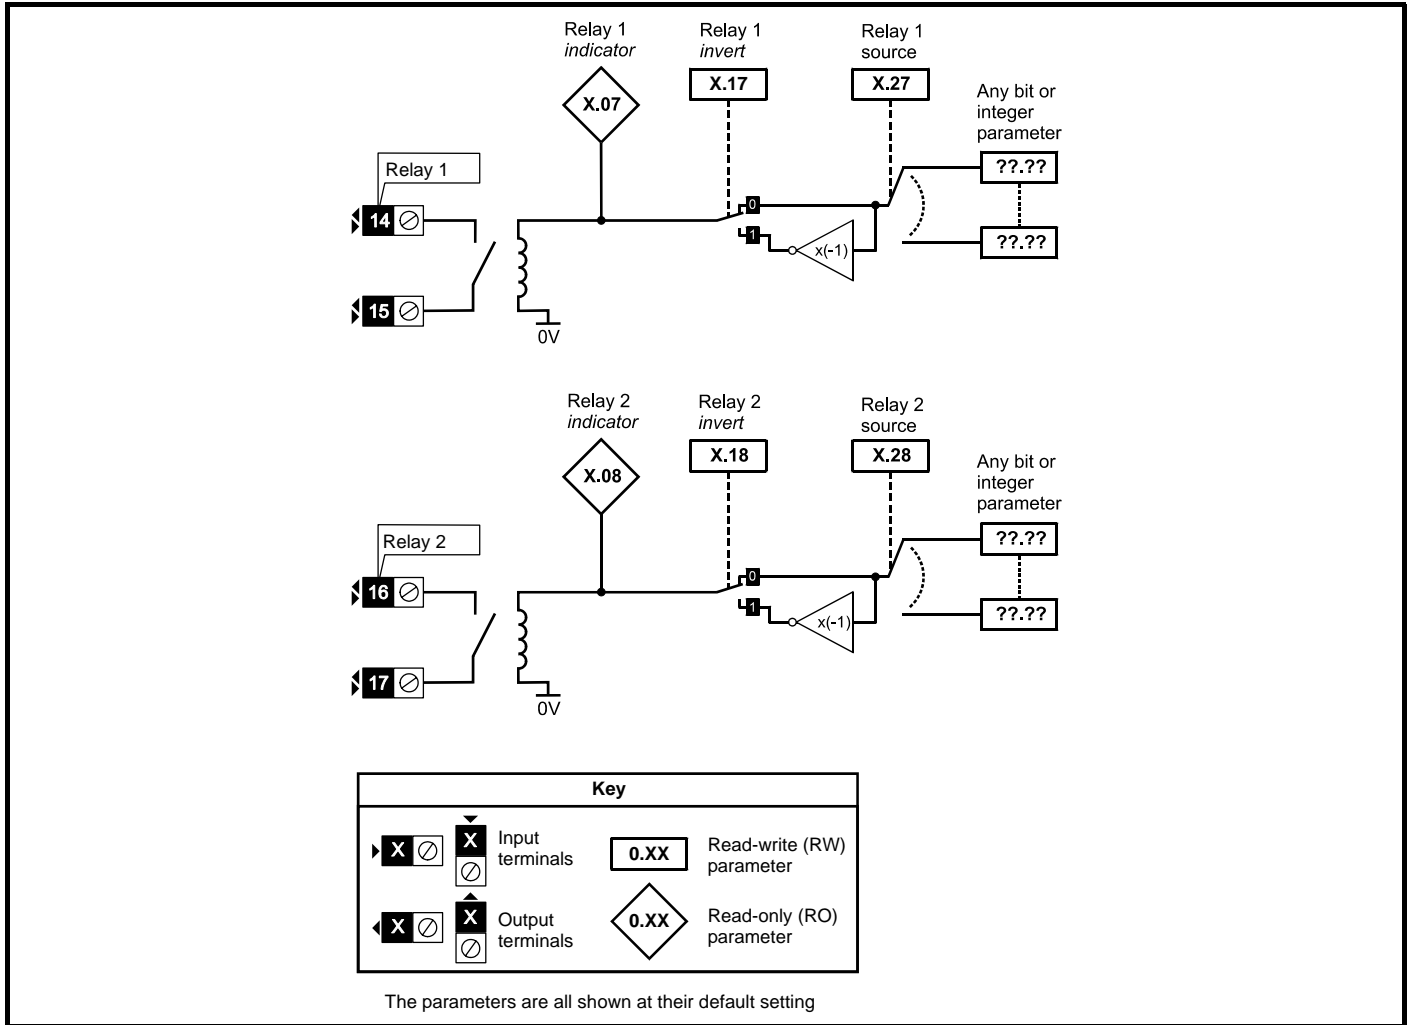 Relay 1
indicator
Relay 1
invert
Relay 1
source
X.07
X.17
X.27
Any bit or
integer
parameter
??.??
??.??
Relay 1
14
15
0
1
x(-1)
0V
Relay 2
indicator
Relay 2
invert
Relay 2
source
X.08
X.18
X.28
Any bit or
integer
parameter
??.??
??.??
Relay 2
16
17
0
1
x(-1)
0V
Key
X
X
Input
terminals
0.XX
Read-write (RW)
parameter
X
X
Output
terminals
0.XX
Read-only (RO)
parameter
The parameters are all shown at their default setting